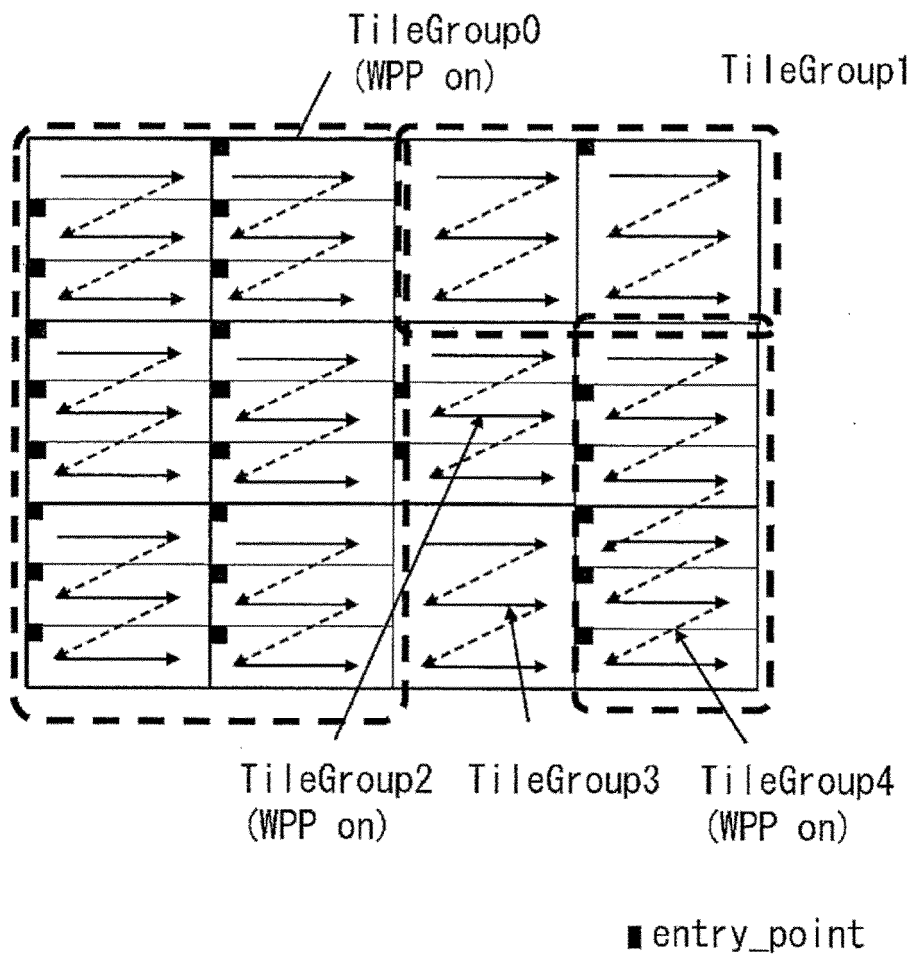 TileGroup0
(WPP on)
TileGroup1
TileGroup2
(WPP on)
TileGroup3
TileGroup4
(WPP on)
entry_point